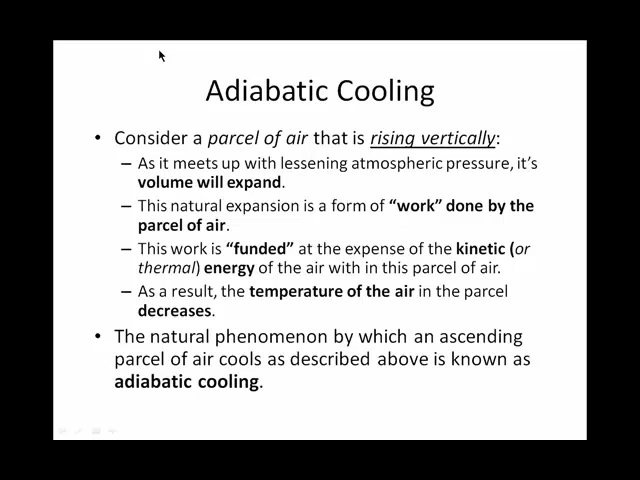 Adiabatic Cooling
• Consider a parcel of air that is rising vertically:
– As it meets up with lessening atmospheric pressure, it's
volume will expand.
– This natural expansion is a form of “work” done by the
parcel of air.
– This work is “funded” at the expense of the kinetic (or
thermal) energy of the air with in this parcel of air.
– As a result, the temperature of the air in the parcel
decreases.
• The natural phenomenon by which an ascending
parcel of air cools as described above is known as
adiabatic cooling.